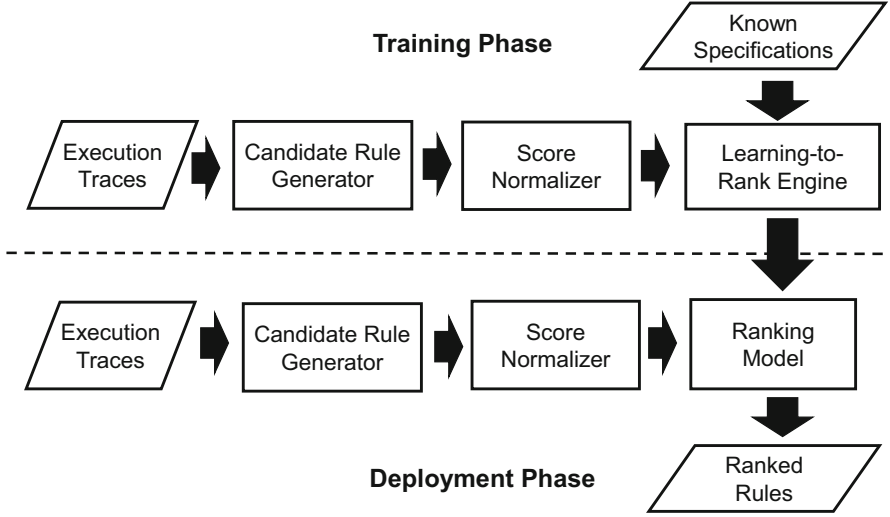 Training Phase
Known
Specifications
Execution
Traces
Candidate Rule
Generator
Score
Normalizer
Learning-to-
Rank Engine
Execution
Traces
Candidate Rule
Generator
Score
Normalizer
Ranking
Model
Deployment Phase
Ranked
Rules